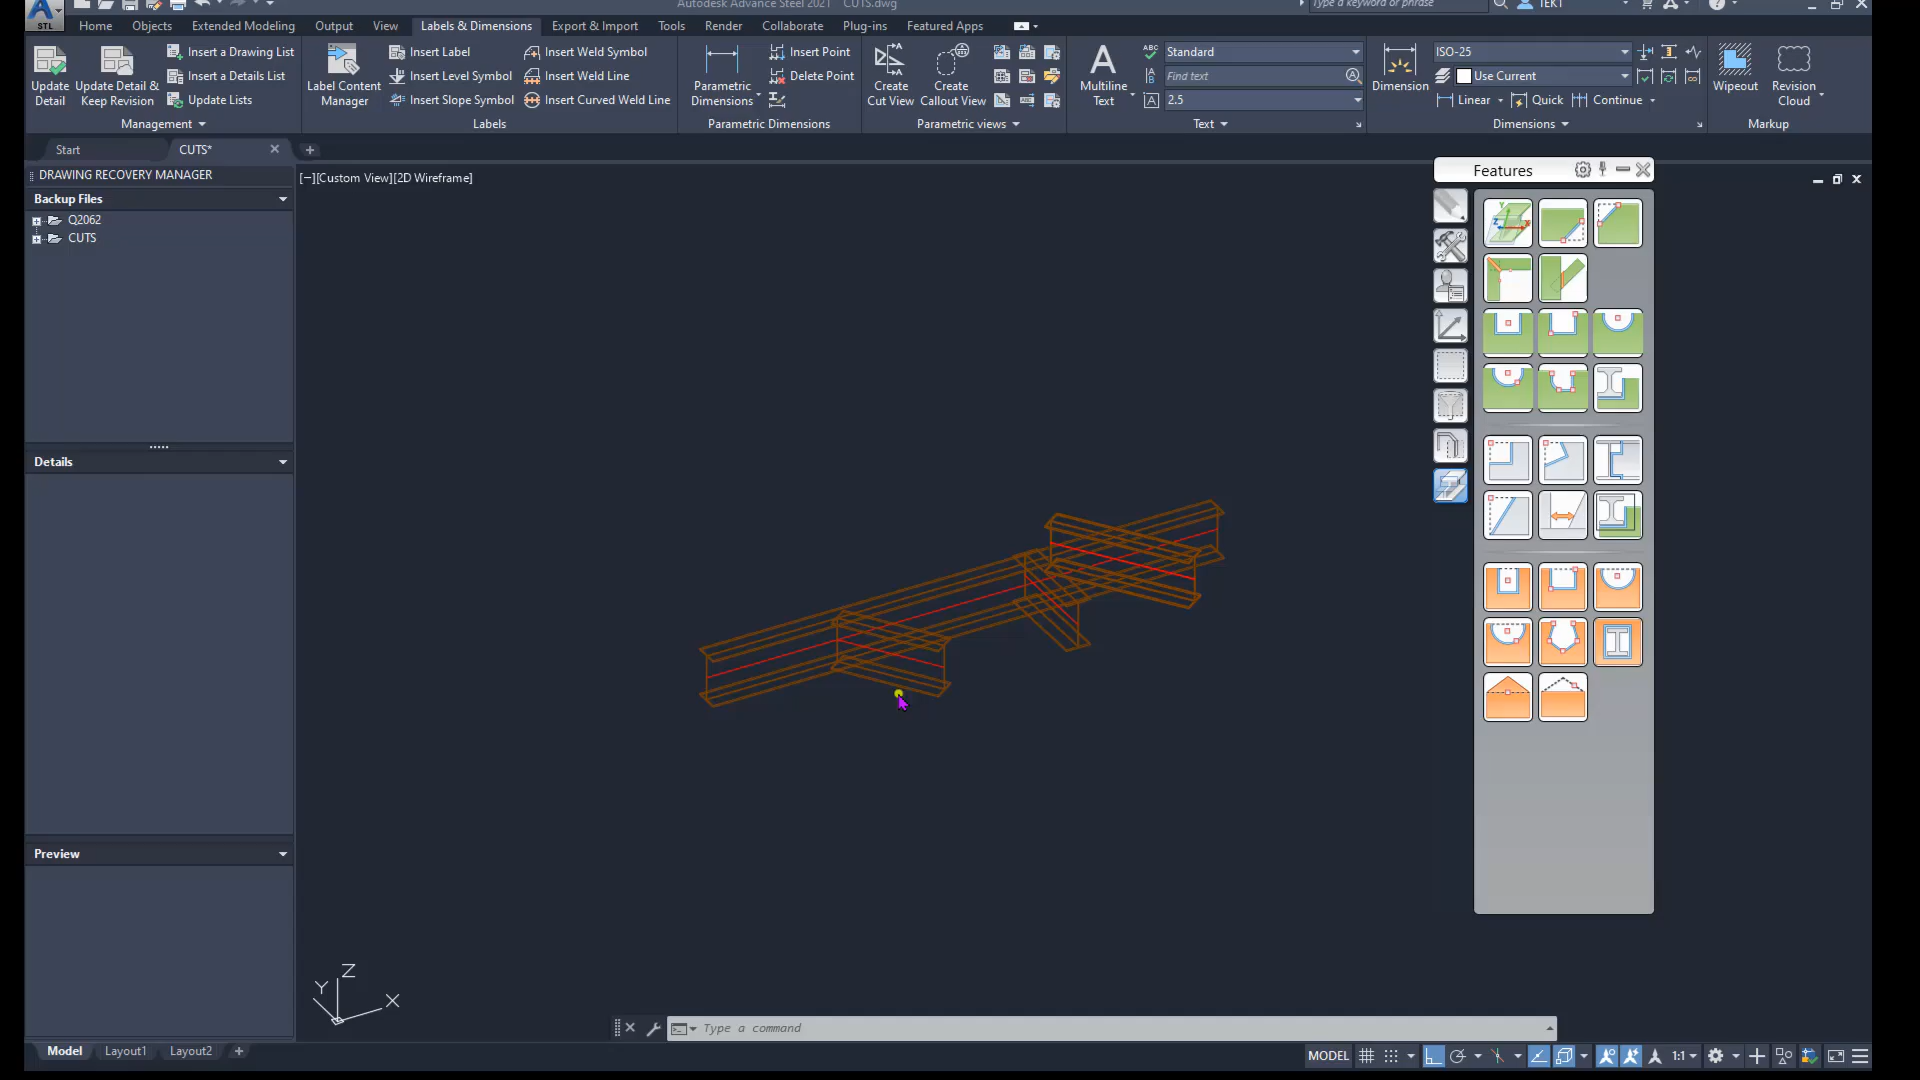 Autodesk Advance Steel 2021 CUTS.dwg
Type a keyword or phrase
TEKT
STL
Home Objects Extended Modeling Output View Labels & Dimensions Export & Import Tools Render Collaborate Plug-ins Featured Apps
Update Detail
Update Detail & Keep Revision
Insert a Drawing List
Insert a Details List
Update Lists
Management
Label Content Manager
Insert Label
Insert Level Symbol
Insert Slope Symbol
Insert Weld Symbol
Insert Weld Line
Insert Curved Weld Line
Labels
Parametric Dimensions
Insert Point
Delete Point
Parametric Dimensions
Create Cut View
Create Callout View
Parametric views
Multiline Text
ABC
Standard
Find text
2.5
Text
Dimension
ISO-25
Use Current
Linear Quick Continue
Dimensions
Wipeout
Revision Cloud
Markup
Start
CUTS*
DRAWING RECOVERY MANAGER
Backup Files
Q2062
CUTS
Details
Preview
[−][Custom View][2D Wireframe]
Features
Z
Y
X
Type a command
Model Layout1 Layout2
MODEL
1:1